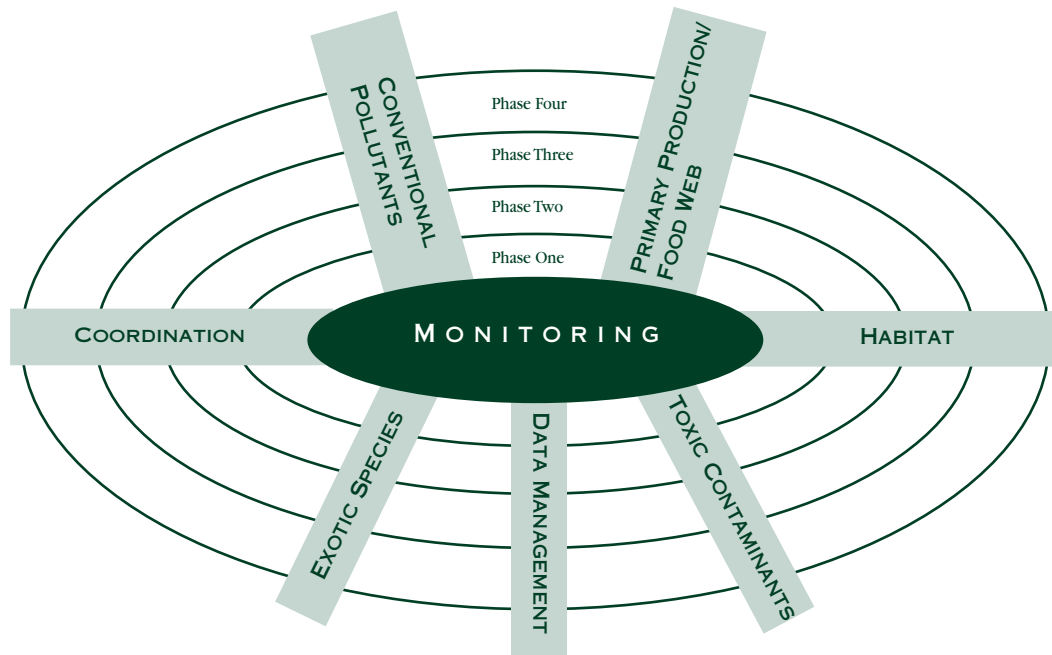 CONVENTIONAL
POLLUTANTS
PRIMARY PRODUCTION/
FOOD WEB
Phase Four
Phase Three
Phase Two
Phase One
COORDINATION
MONITORING
HABITAT
EXOTIC SPECIES
DATA MANAGEMENT
TOXIC CONTAMINANTS